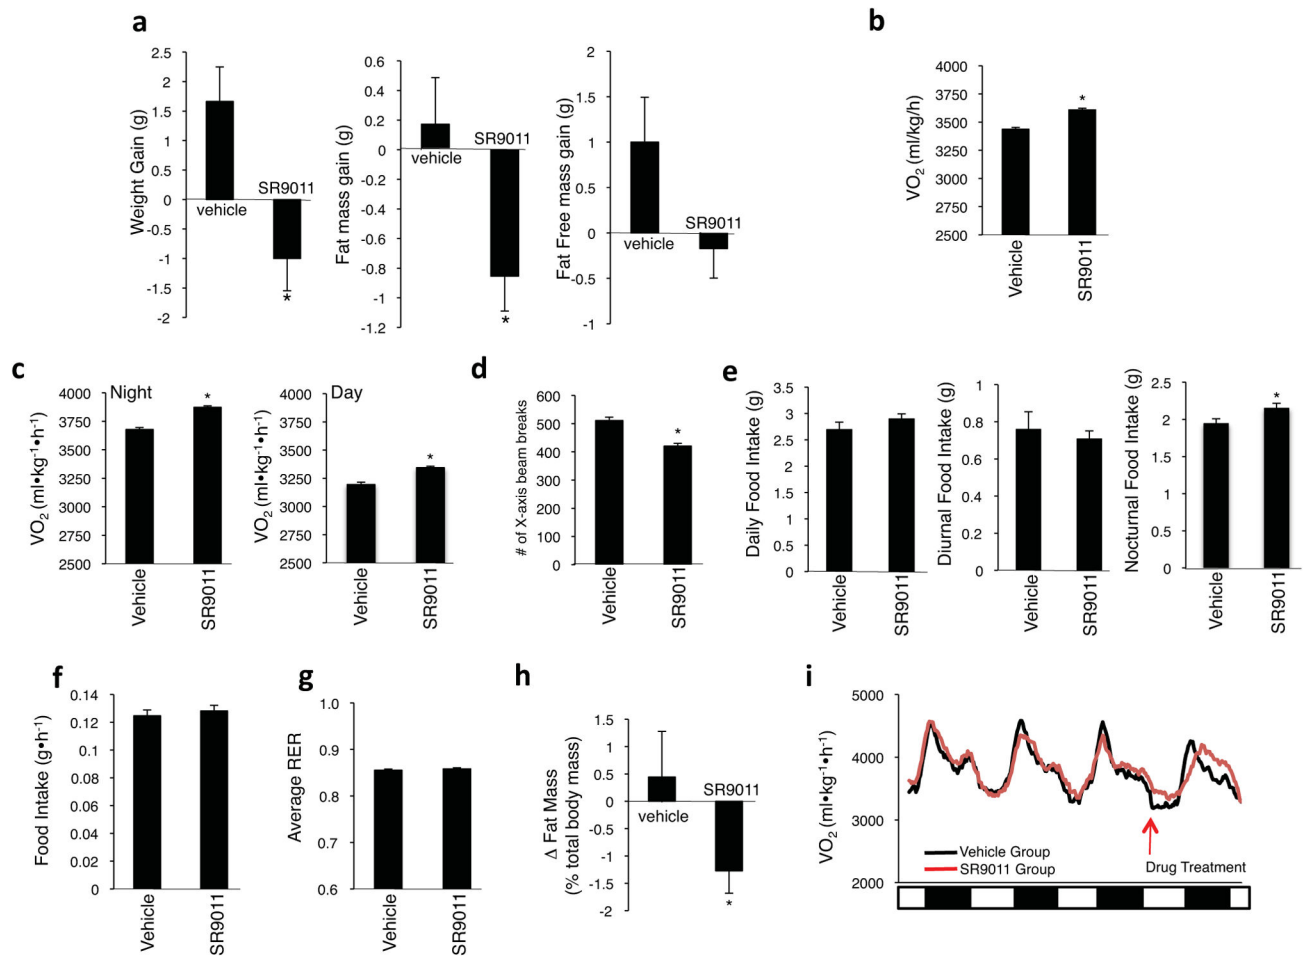 a
Weight Gain (g)
2.5
2
1.5
1
0.5
0
-0.5
-1
-1.5
-2
vehicle
SR9011
*
Fat mass gain (g)
0.6
0.4
0.2
0
-0.2
-0.4
-0.6
-0.8
-1
-1.2
vehicle
SR9011
*
Fat Free mass gain (g)
2
1.5
1
0.5
0
-0.5
-1
vehicle
SR9011
b
VO2 (ml/kg/h)
4000
3750
3500
3250
3000
2750
2500
*
Vehicle
SR9011
c
VO2 (ml•kg-1•h-1)
Night
4000
3750
3500
3250
3000
2750
2500
*
Vehicle
SR9011
VO2 (ml•kg-1•h-1)
Day
4000
3750
3500
3250
3000
2750
2500
*
Vehicle
SR9011
d
# of X-axis beam breaks
600
500
400
300
200
100
0
*
Vehicle
SR9011
e
Daily Food Intake (g)
3.5
3
2.5
2
1.5
1
0.5
0
Vehicle
SR9011
Diurnal Food Intake (g)
1
0.8
0.6
0.4
0.2
0
Vehicle
SR9011
Nocturnal Food Intake (g)
2.5
2
1.5
1
0.5
0
*
Vehicle
SR9011
f
Food Intake (g•h-1)
0.14
0.12
0.10
0.08
0.06
0.04
0.02
0
Vehicle
SR9011
g
Average RER
1.0
0.9
0.8
0.7
0.6
Vehicle
SR9011
h
Δ Fat Mass
(% total body mass)
1.5
1
0.5
0
-0.5
-1
-1.5
-2
vehicle
SR9011
*
i
VO2 (ml•kg-1•h-1)
5000
4000
3000
2000
Vehicle Group
SR9011 Group
Drug Treatment